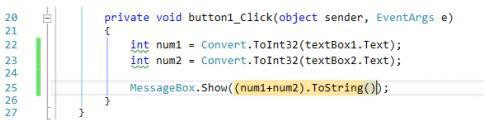 20 private void button1_Click(object sender, EventArgs e)
21 {
22 int num1 = Convert.ToInt32(textBox1.Text);
23 int num2 = Convert.ToInt32(textBox2.Text);
24
25 MessageBox.Show((num1+num2).ToString());
26 }
27 }